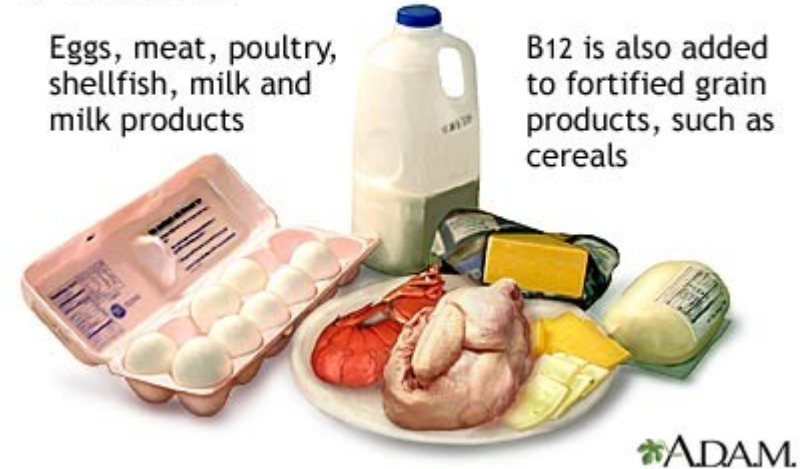 Eggs, meat, poultry,
shellfish, milk and
milk products
B12 is also added
to fortified grain
products, such as
cereals
A.D.A.M.